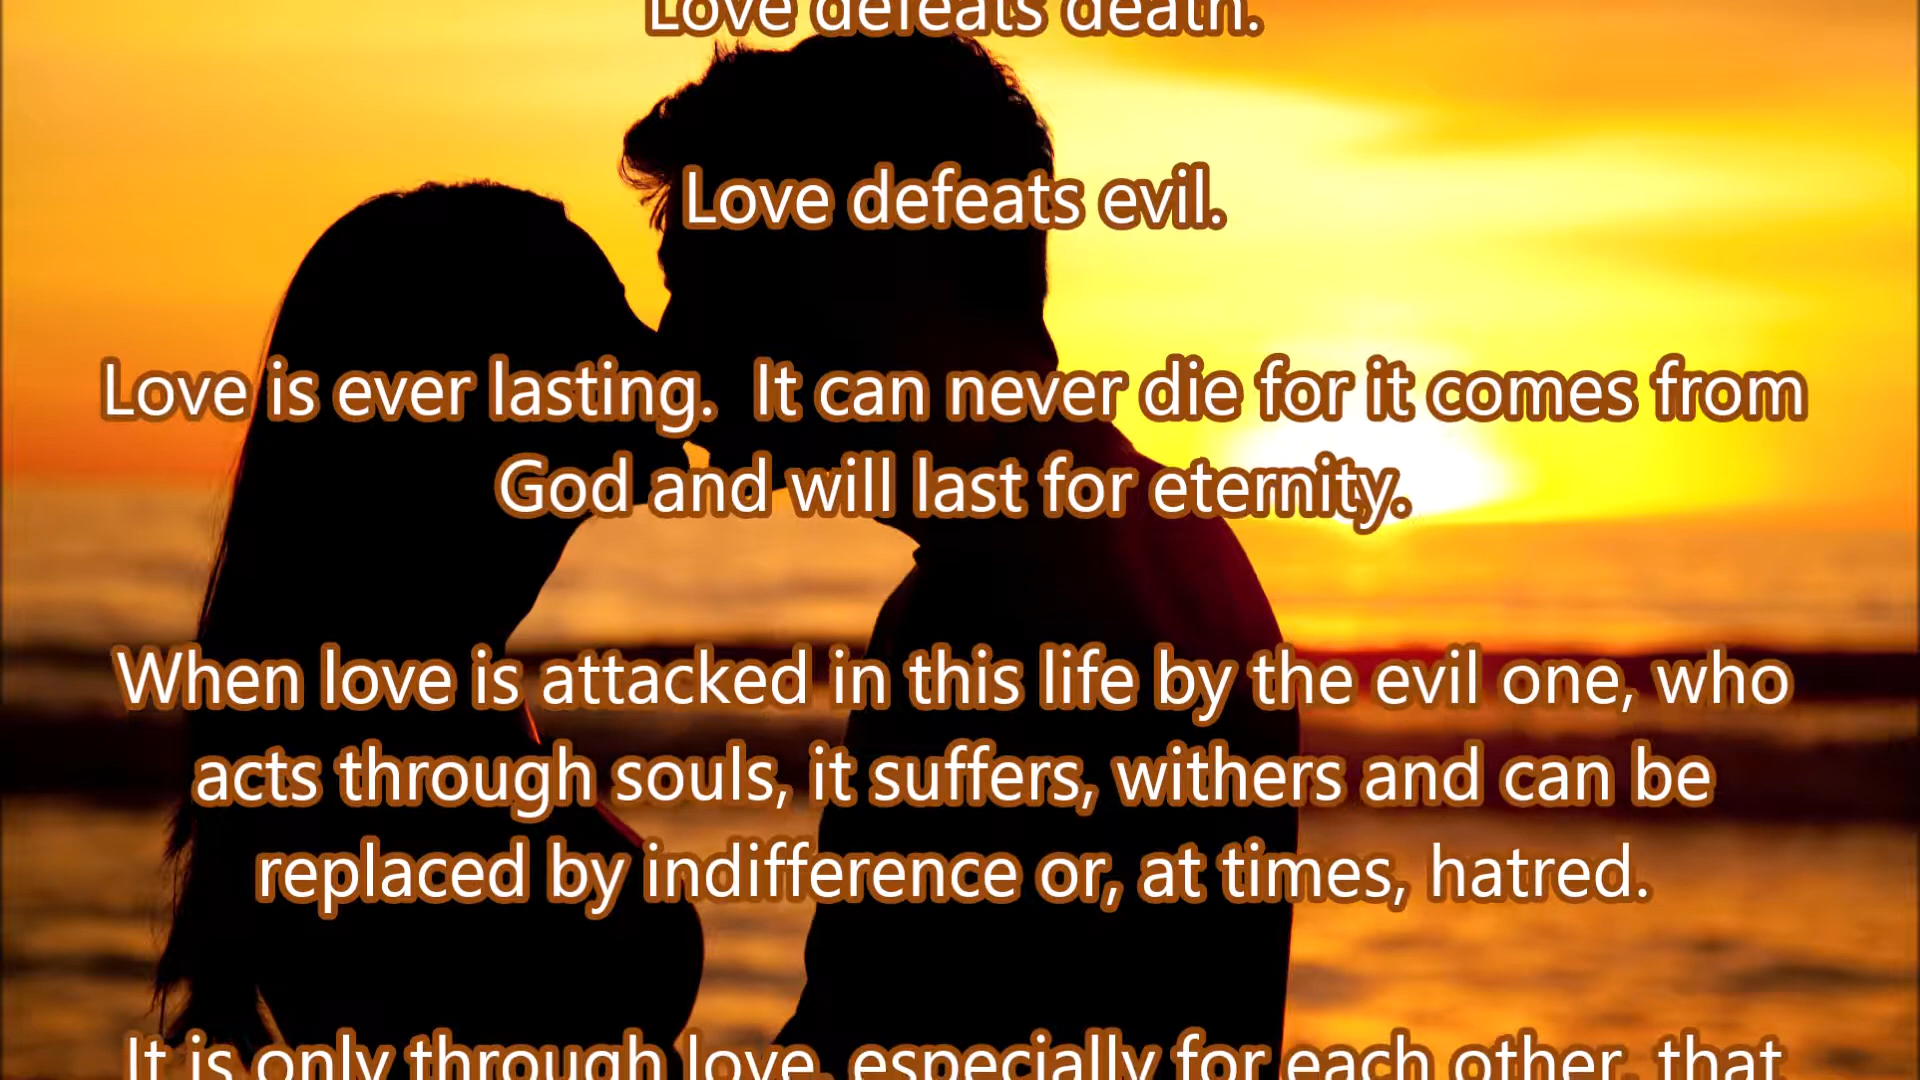 Love defeats death.
Love defeats evil.
Love is ever lasting.  It can never die for it comes from
God and will last for eternity.
When love is attacked in this life by the evil one, who
acts through souls, it suffers, withers and can be
replaced by indifference or, at times, hatred.
It is only through love, especially for each other, that